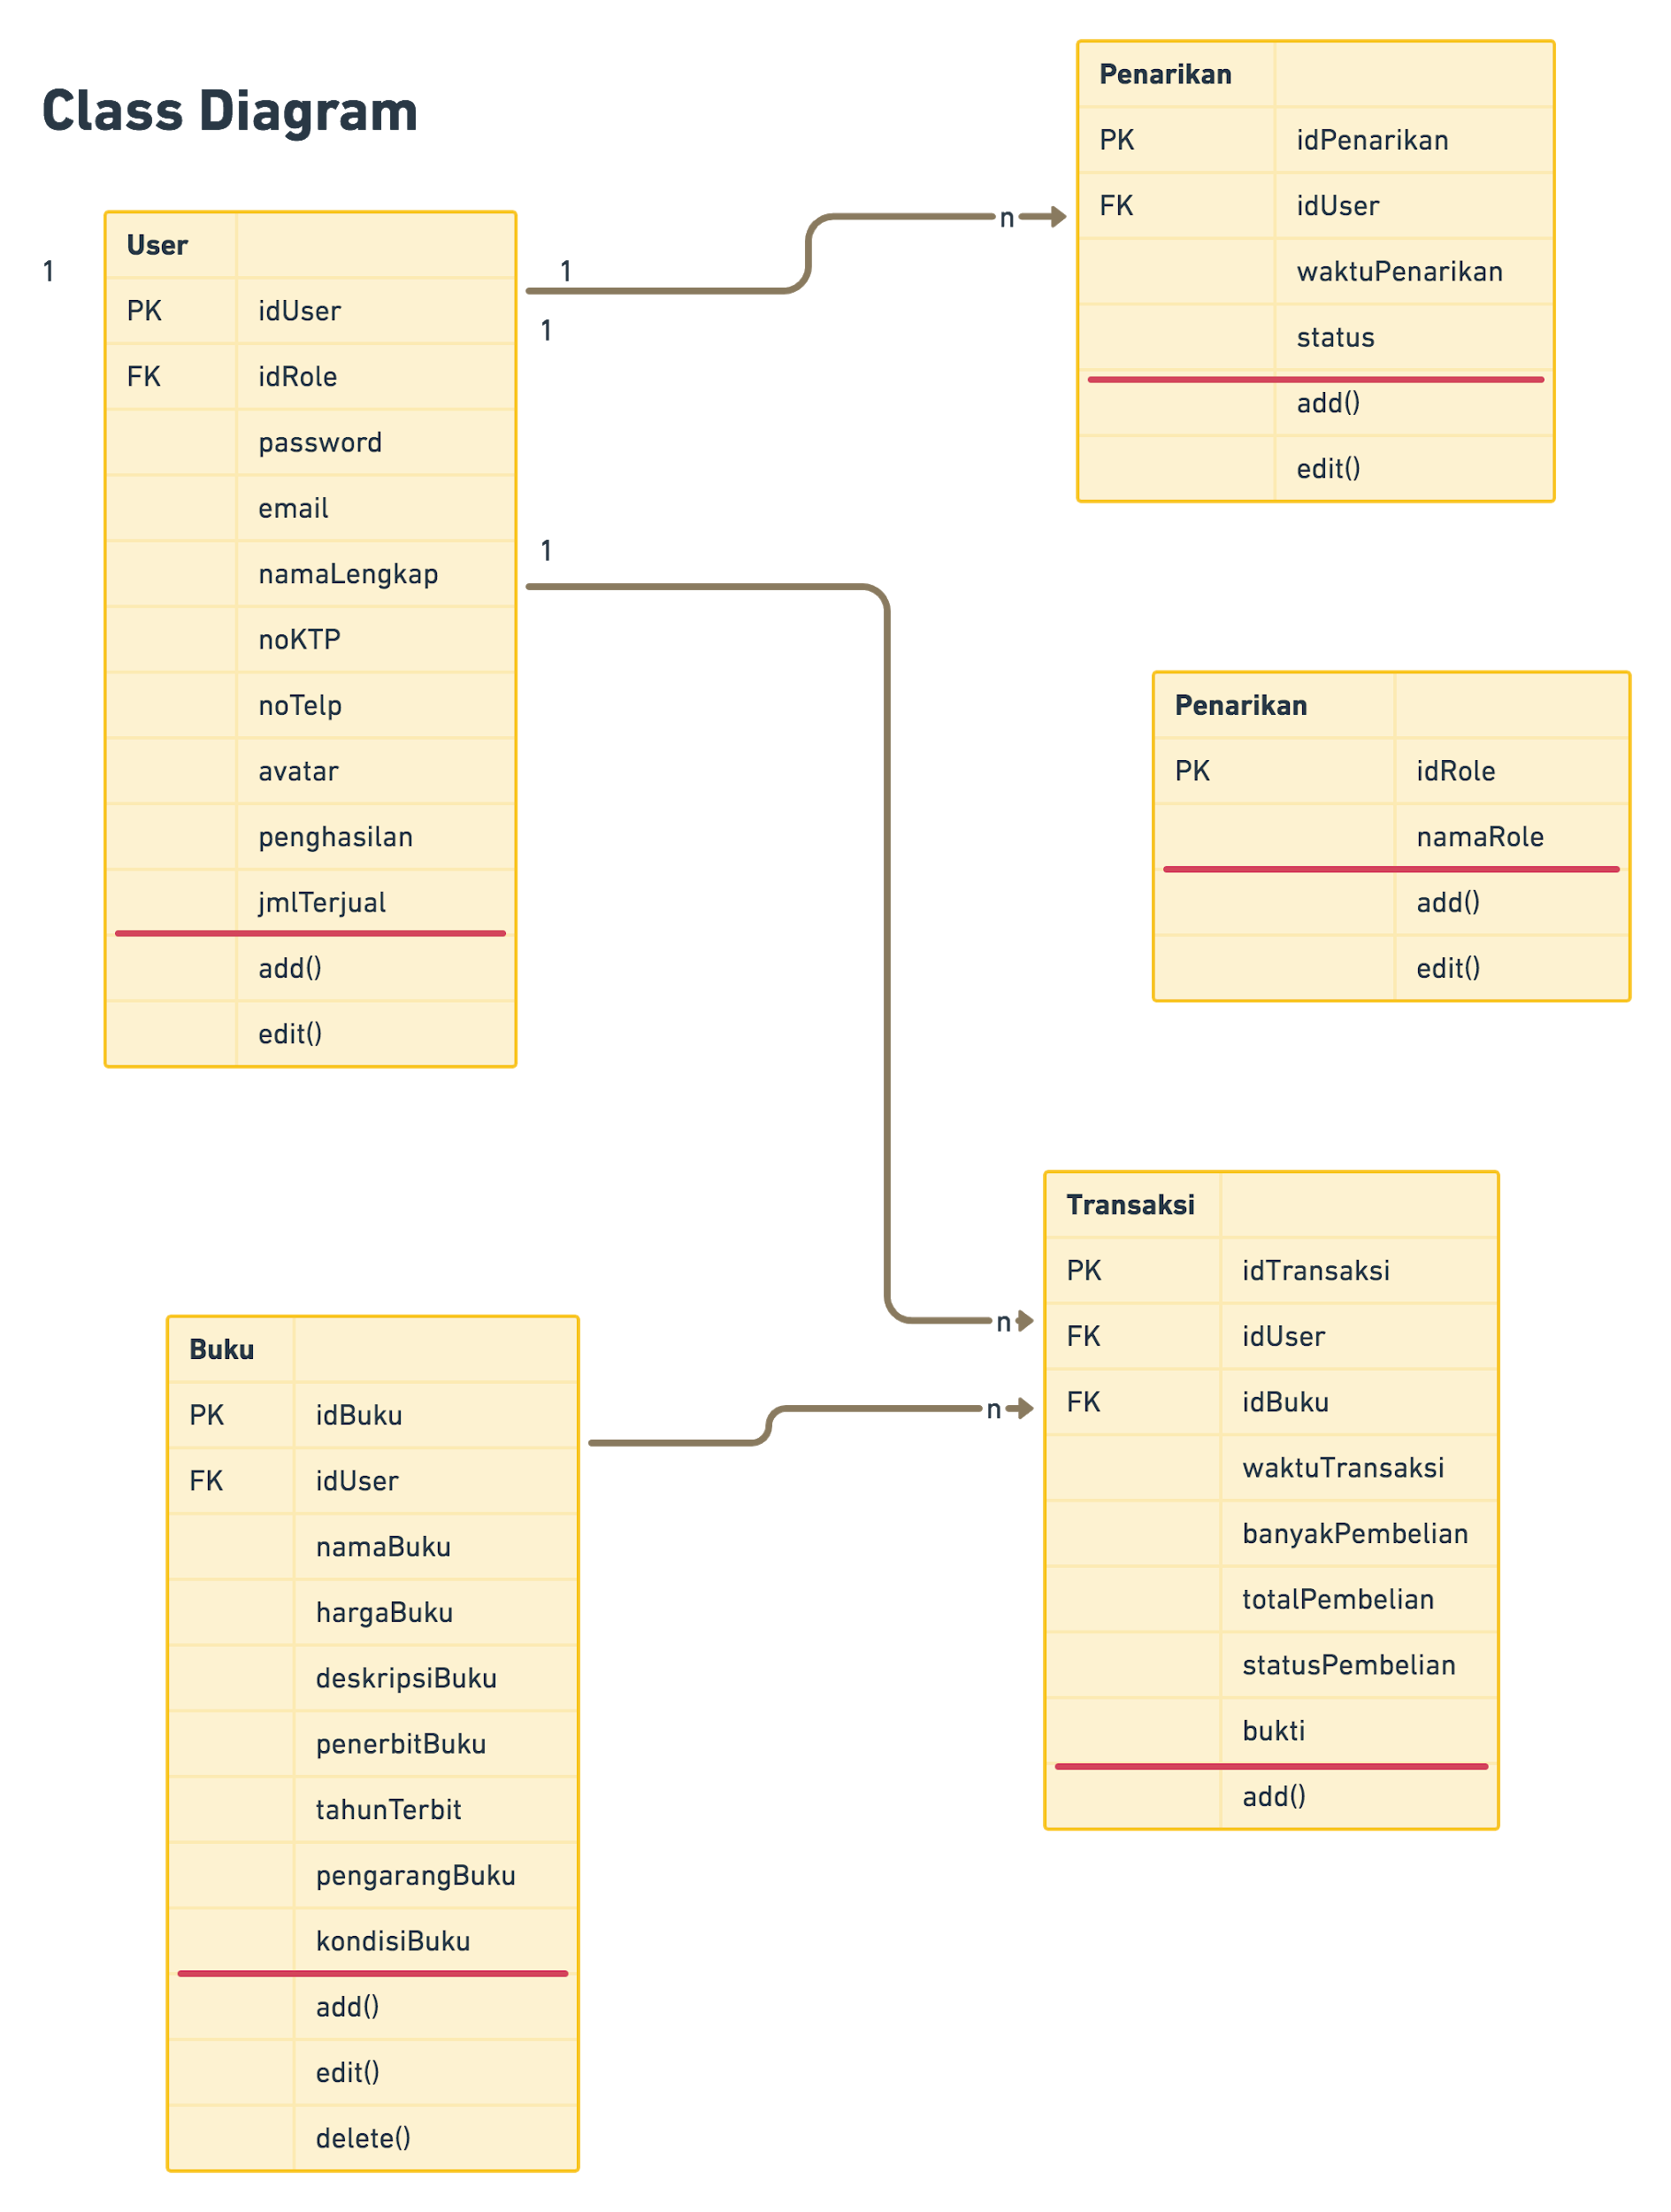 Class Diagram
1
User
PK idUser
FK idRole
password
email
namaLengkap
noKTP
noTelp
avatar
penghasilan
jmlTerjual
add()
edit()
1
1
1
n
Penarikan
PK idPenarikan
FK idUser
waktuPenarikan
status
add()
edit()
Penarikan
PK idRole
namaRole
add()
edit()
Buku
PK idBuku
FK idUser
namaBuku
hargaBuku
deskripsiBuku
penerbitBuku
tahunTerbit
pengarangBuku
kondisiBuku
add()
edit()
delete()
n
n
Transaksi
PK idTransaksi
FK idUser
FK idBuku
waktuTransaksi
banyakPembelian
totalPembelian
statusPembelian
bukti
add()